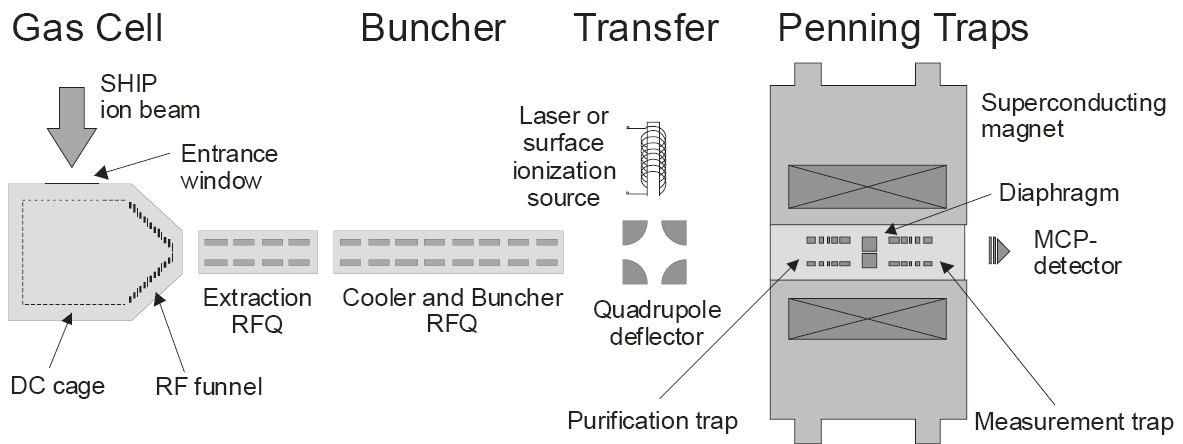 Gas Cell
Buncher
Transfer
Penning Traps
SHIP
ion beam
Entrance
window
Laser or
surface
ionization
source
Superconducting
magnet
Diaphragm
MCP-
detector
Extraction
RFQ
Cooler and Buncher
RFQ
Quadrupole
deflector
DC cage
RF funnel
Purification trap
Measurement trap